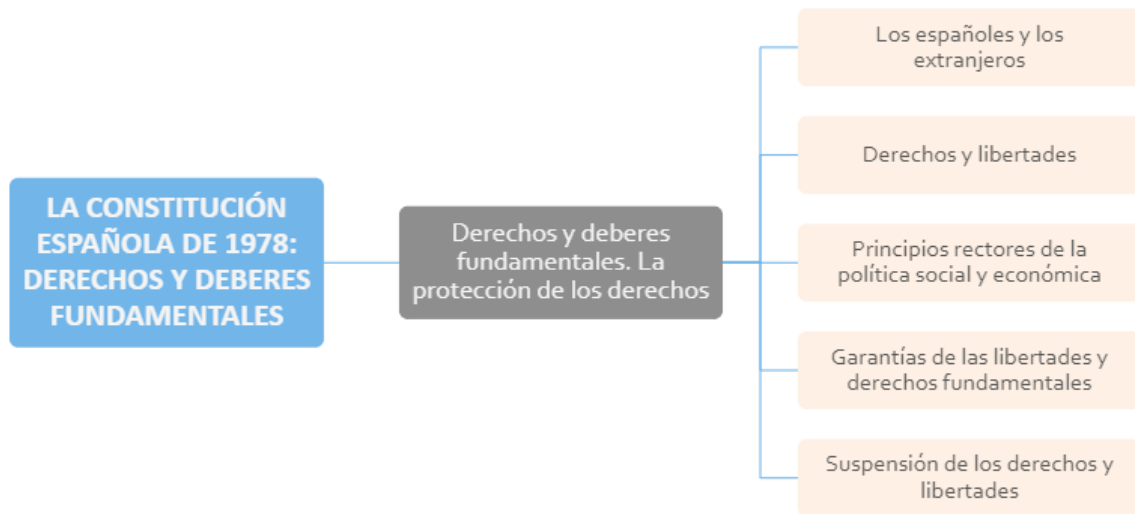 LA CONSTITUCIÓN
ESPAÑOLA DE 1978:
DERECHOS Y DEBERES
FUNDAMENTALES
Derechos y deberes
fundamentales. La
protección de los derechos
Los españoles y los
extranjeros
Derechos y libertades
Principios rectores de la
política social y económica
Garantías de las libertades y
derechos fundamentales
Suspensión de los derechos y
libertades